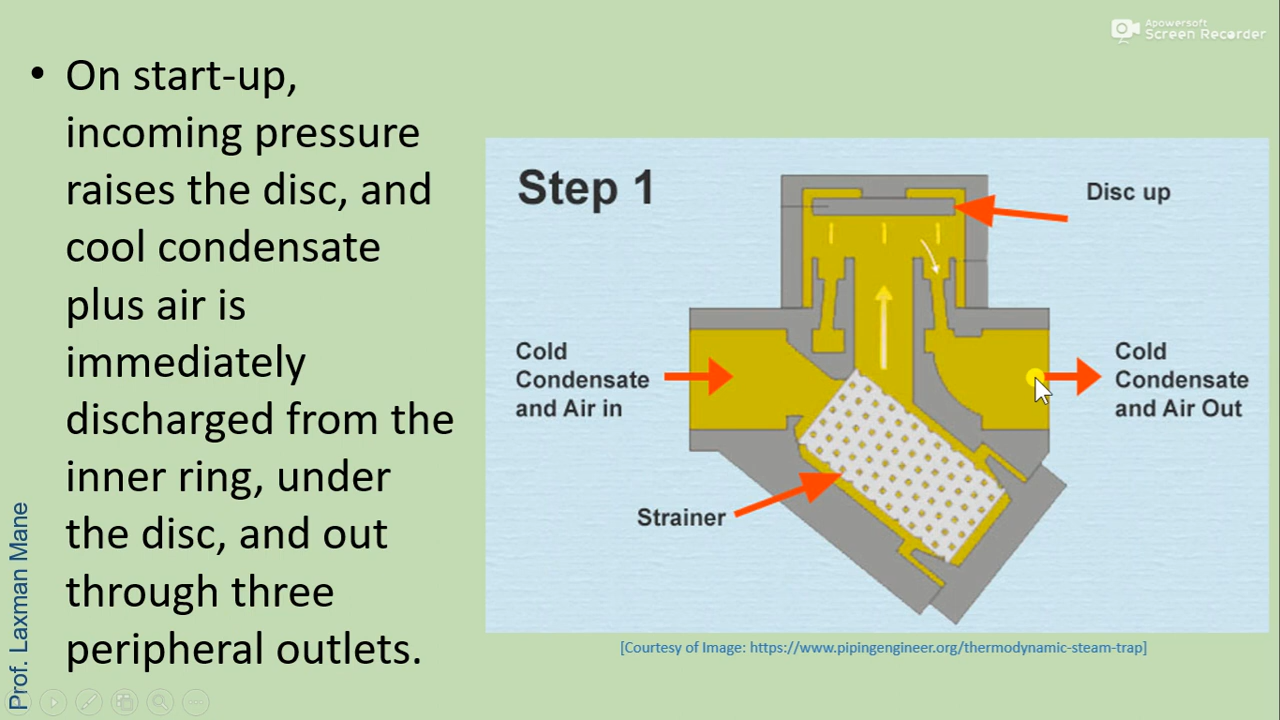 Apowersoft
Screen Recorder
• On start-up,
incoming pressure
raises the disc, and
cool condensate
plus air is
immediately
discharged from the
inner ring, under
the disc, and out
through three
peripheral outlets.
Step 1
Disc up
Cold
Condensate
and Air in
Cold
Condensate
and Air Out
Strainer
[Courtesy of Image: https://www.pipingengineer.org/thermodynamic-steam-trap]
Prof. Laxman Mane